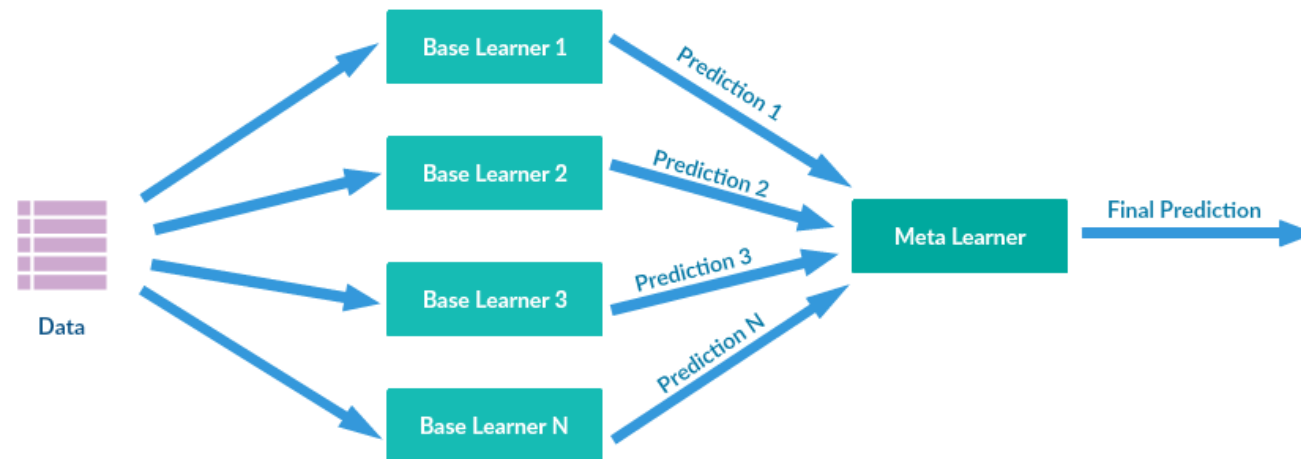 Base Learner 1
Prediction 1
Base Learner 2
Prediction 2
Final Prediction
Meta Learner
Prediction 3
Base Learner 3
Data
Prediction N
Base Learner N